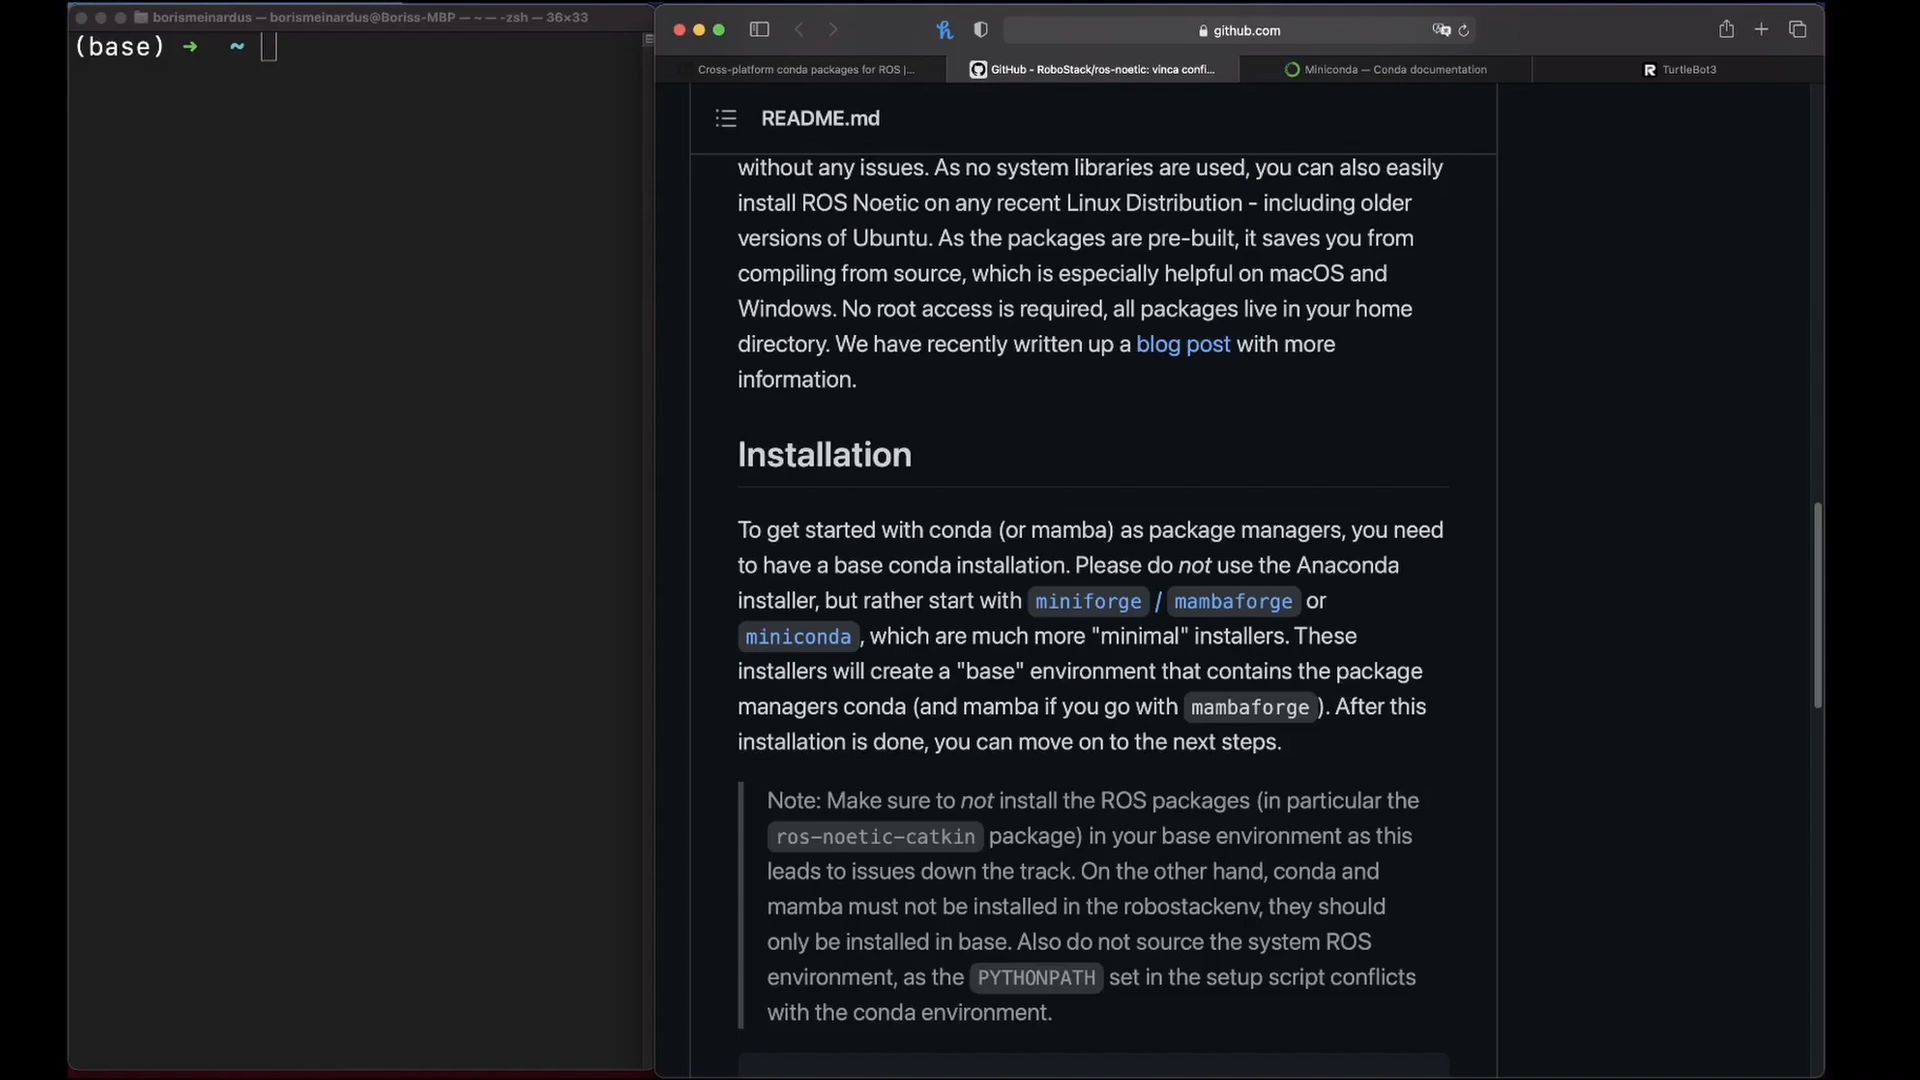 borismeinardus — borismeinardus@Boriss-MBP — ~ — -zsh — 36×33
(base) ➜ ~
github.com
Cross-platform conda packages for ROS |...
GitHub - RoboStack/ros-noetic: vinca confi...
Miniconda — Conda documentation
TurtleBot3
README.md
without any issues. As no system libraries are used, you can also easily
install ROS Noetic on any recent Linux Distribution - including older
versions of Ubuntu. As the packages are pre-built, it saves you from
compiling from source, which is especially helpful on macOS and
Windows. No root access is required, all packages live in your home
directory. We have recently written up a blog post with more
information.
Installation
To get started with conda (or mamba) as package managers, you need
to have a base conda installation. Please do not use the Anaconda
installer, but rather start with miniforge / mambaforge or
miniconda, which are much more "minimal" installers. These
installers will create a "base" environment that contains the package
managers conda (and mamba if you go with mambaforge). After this
installation is done, you can move on to the next steps.
Note: Make sure to not install the ROS packages (in particular the
ros-noetic-catkin package) in your base environment as this
leads to issues down the track. On the other hand, conda and
mamba must not be installed in the robostackenv, they should
only be installed in base. Also do not source the system ROS
environment, as the PYTHONPATH set in the setup script conflicts
with the conda environment.